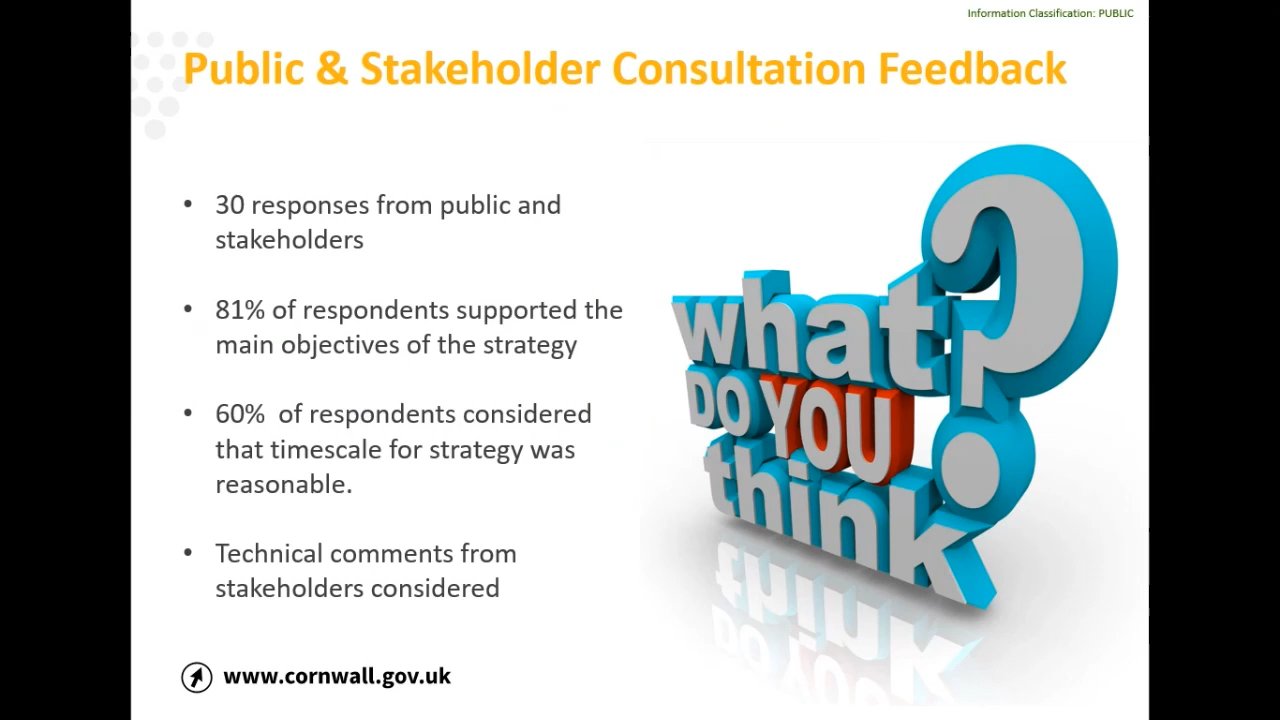 Information Classification: PUBLIC
Public & Stakeholder Consultation Feedback
• 30 responses from public and
stakeholders
• 81% of respondents supported the
main objectives of the strategy
• 60%  of respondents considered
that timescale for strategy was
reasonable.
• Technical comments from
stakeholders considered
what
DO YOU
think
?
www.cornwall.gov.uk